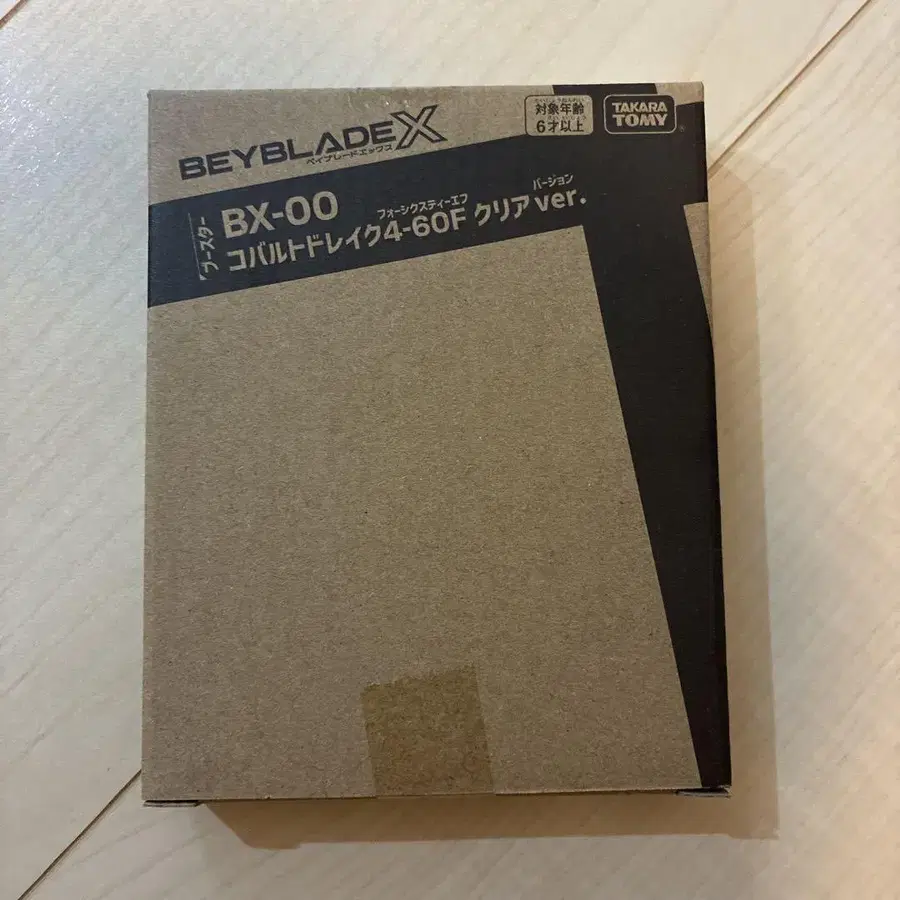 BEYBLADE X
ベイブレードエックス
対象年齢
6才以上
TAKARA
TOMY
ブースター
BX-00
フォーシクスティーエフ
バージョン
コバルトドレイク4-60F クリアver.